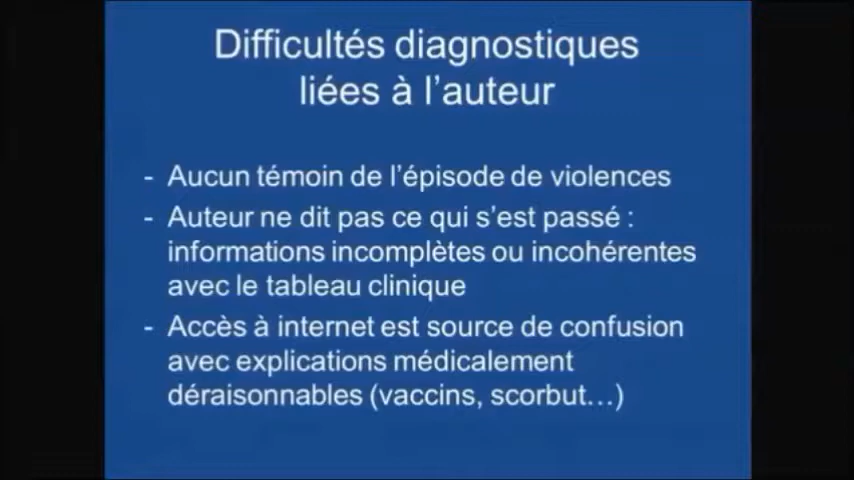 Difficultés diagnostiques
liées à l’auteur
- Aucun témoin de l’épisode de violences
- Auteur ne dit pas ce qui s’est passé :
informations incomplètes ou incohérentes
avec le tableau clinique
- Accès à internet est source de confusion
avec explications médicalement
déraisonnables (vaccins, scorbut…)